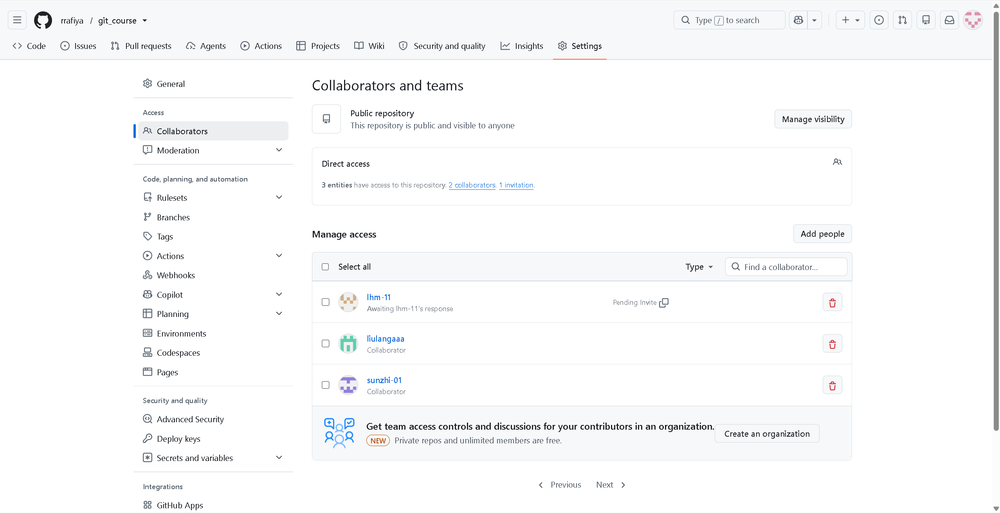 rrafiya / git_course
Type / to search
Code Issues Pull requests Agents Actions Projects Wiki Security and quality Insights Settings
General
Access
Collaborators
Moderation
Code, planning, and automation
Rulesets
Branches
Tags
Actions
Webhooks
Copilot
Planning
Environments
Codespaces
Pages
Security and quality
Advanced Security
Deploy keys
Secrets and variables
Integrations
GitHub Apps
Collaborators and teams
Public repository
This repository is public and visible to anyone
Manage visibility
Direct access
3 entities have access to this repository. 2 collaborators. 1 invitation.
Manage access
Add people
Select all
Type
Find a collaborator...
lhm-11
Awaiting lhm-11's response
Pending Invite
liulangaaa
Collaborator
sunzhi-01
Collaborator
Get team access controls and discussions for your contributors in an organization.
NEW Private repos and unlimited members are free.
Create an organization
Previous Next